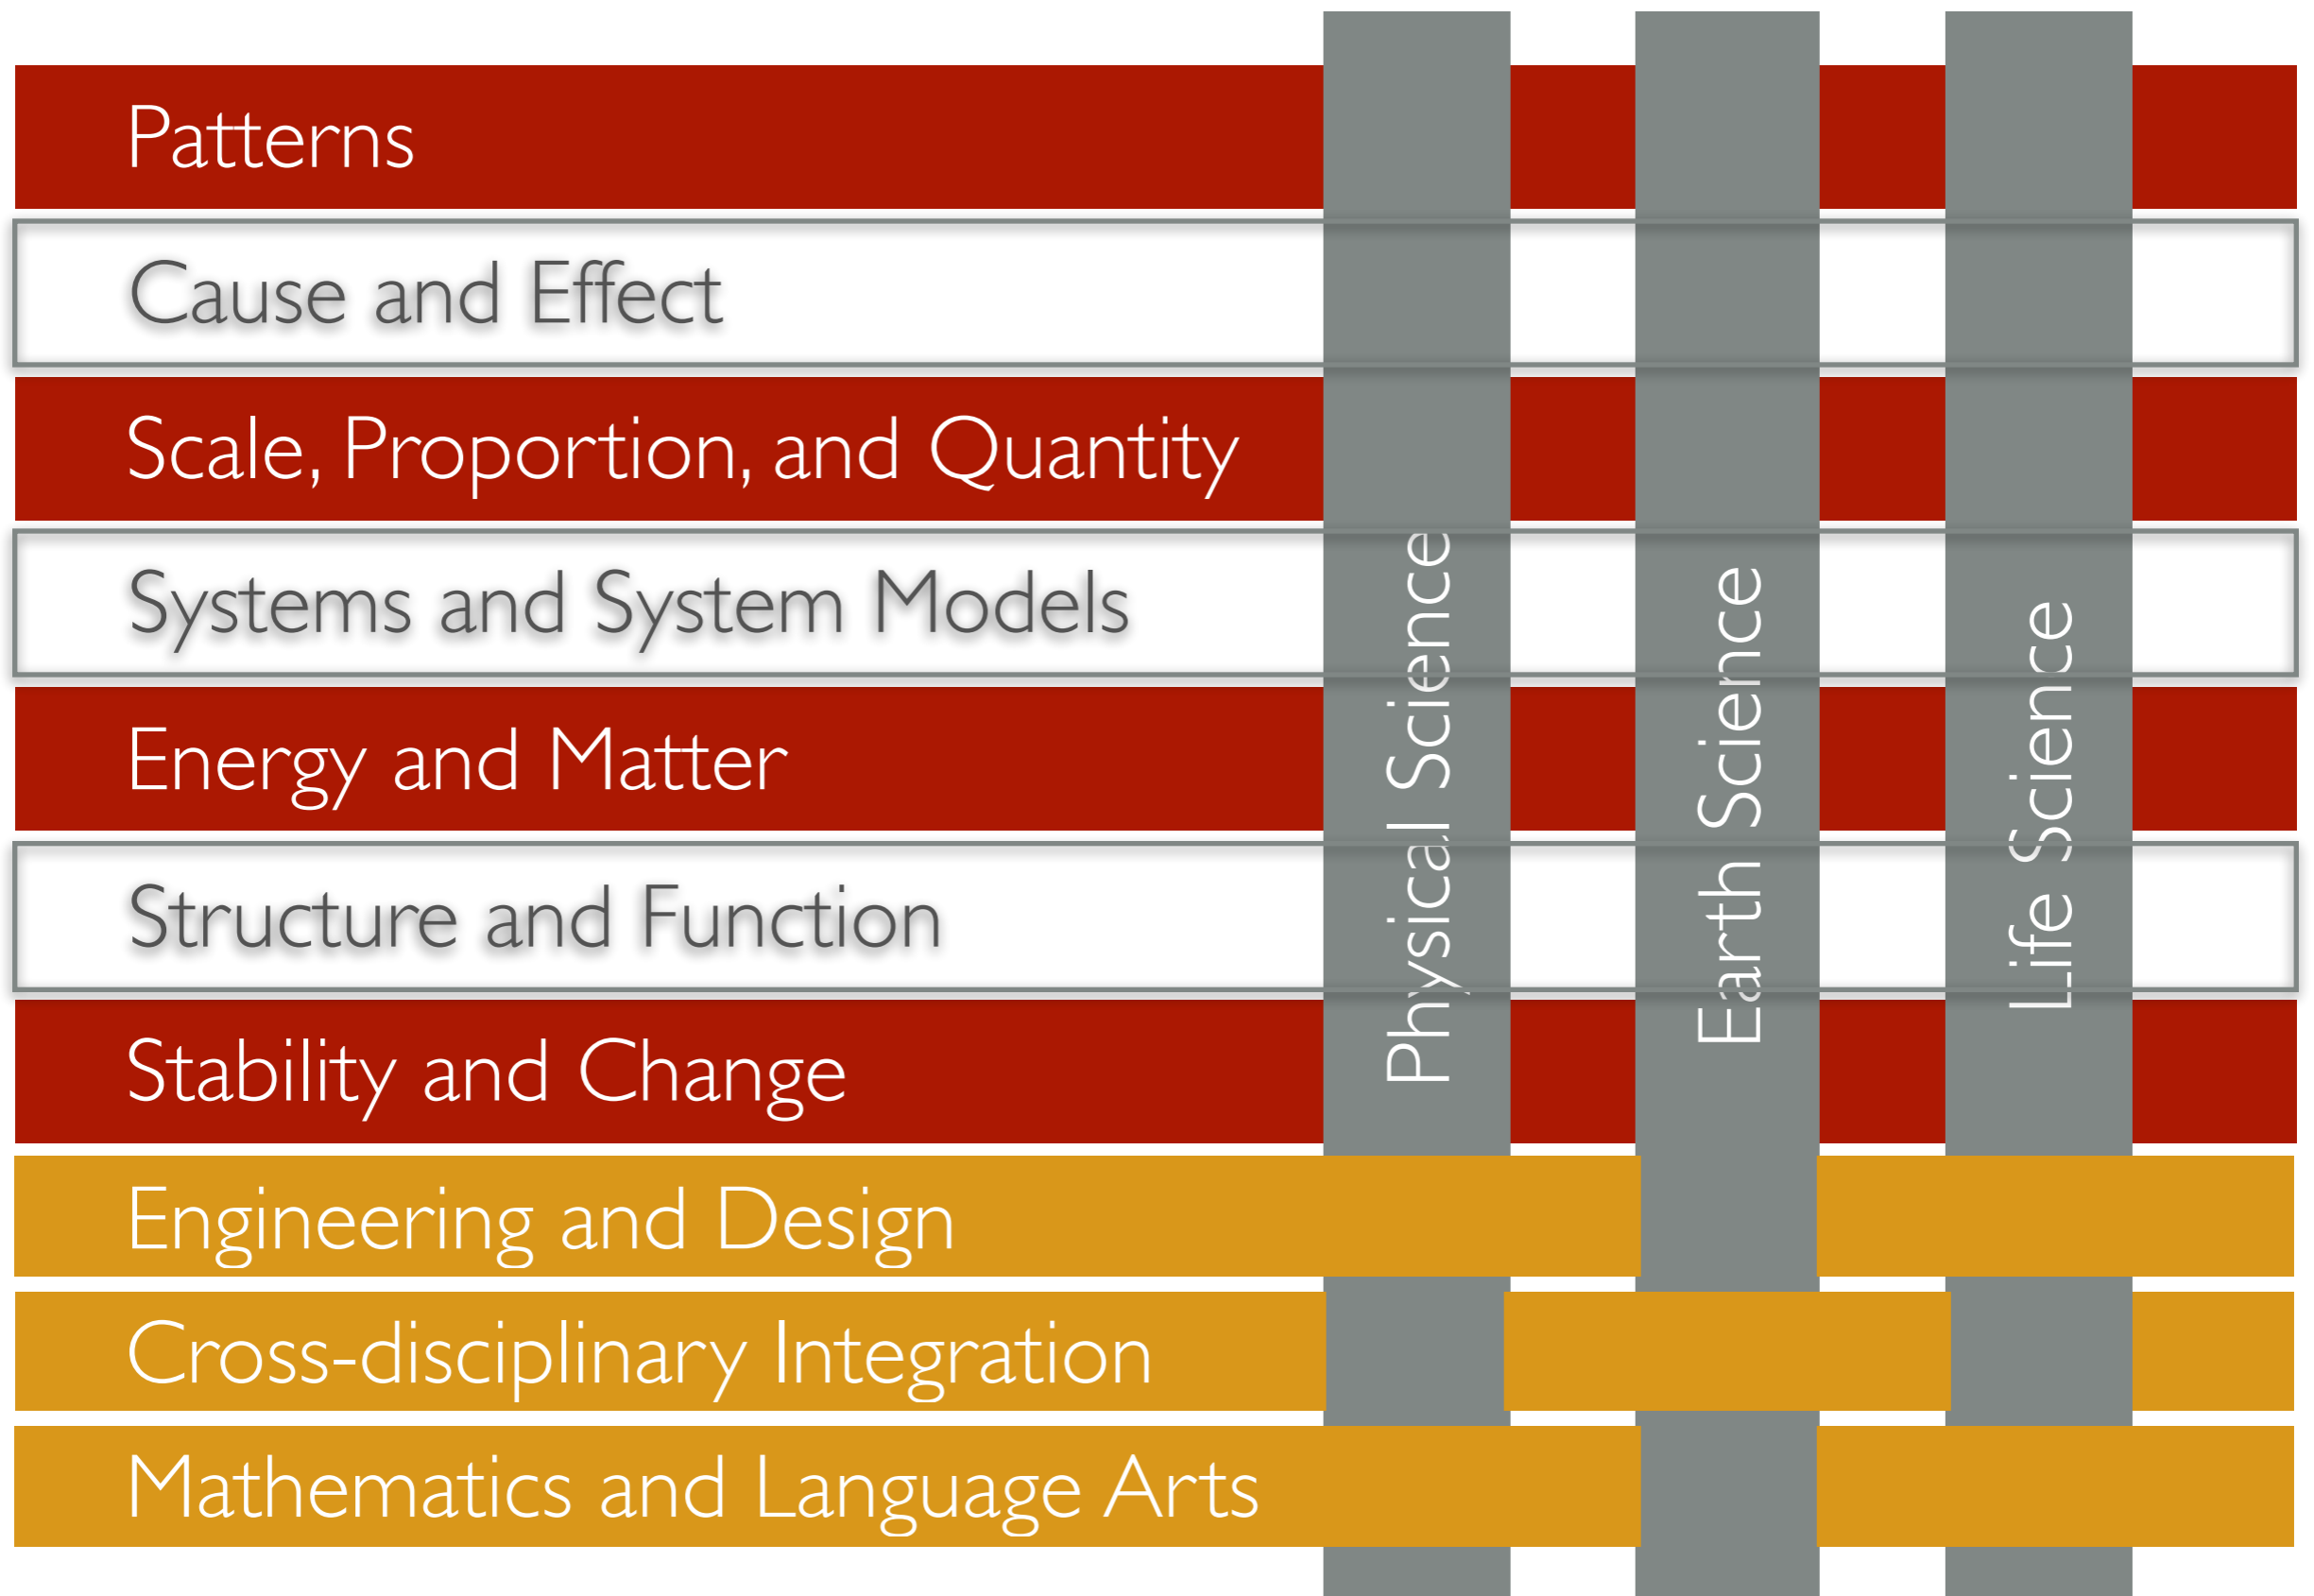 Patterns
Cause and Effect
Scale, Proportion, and Quantity
Systems and System Models
Energy and Matter
Structure and Function
Stability and Change
Engineering and Design
Cross-disciplinary Integration
Mathematics and Language Arts
Physical Science
Earth Science
Life Science